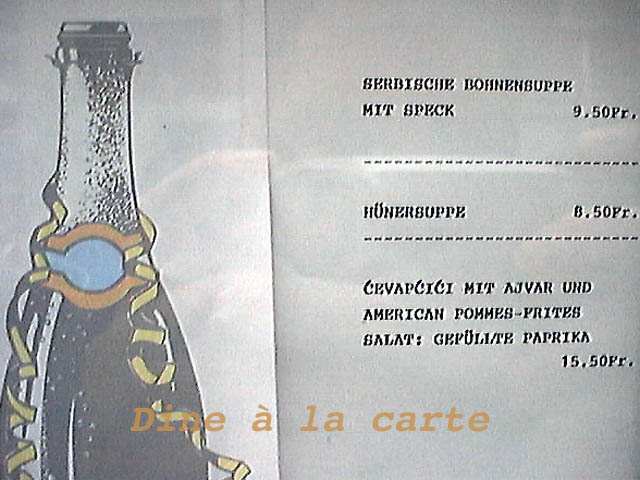 SERBISCHE BOHNENSUPPE
MIT SPECK 9.50Fr.
HÜNERSUPPE 8.50Fr.
ĆEVAPČIĆI MIT AJVAR UND
AMERICAN POMMES-FRITES
SALAT: GEFÜLLTE PAPRIKA
15.50Fr.
Dine à la carte